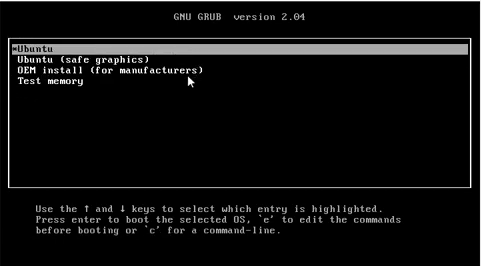 GNU GRUB  version 2.04
*Ubuntu
Ubuntu (safe graphics)
OEM install (for manufacturers)
Test memory
Use the ↑ and ↓ keys to select which entry is highlighted.
Press enter to boot the selected OS, `e' to edit the commands
before booting or `c' for a command-line.